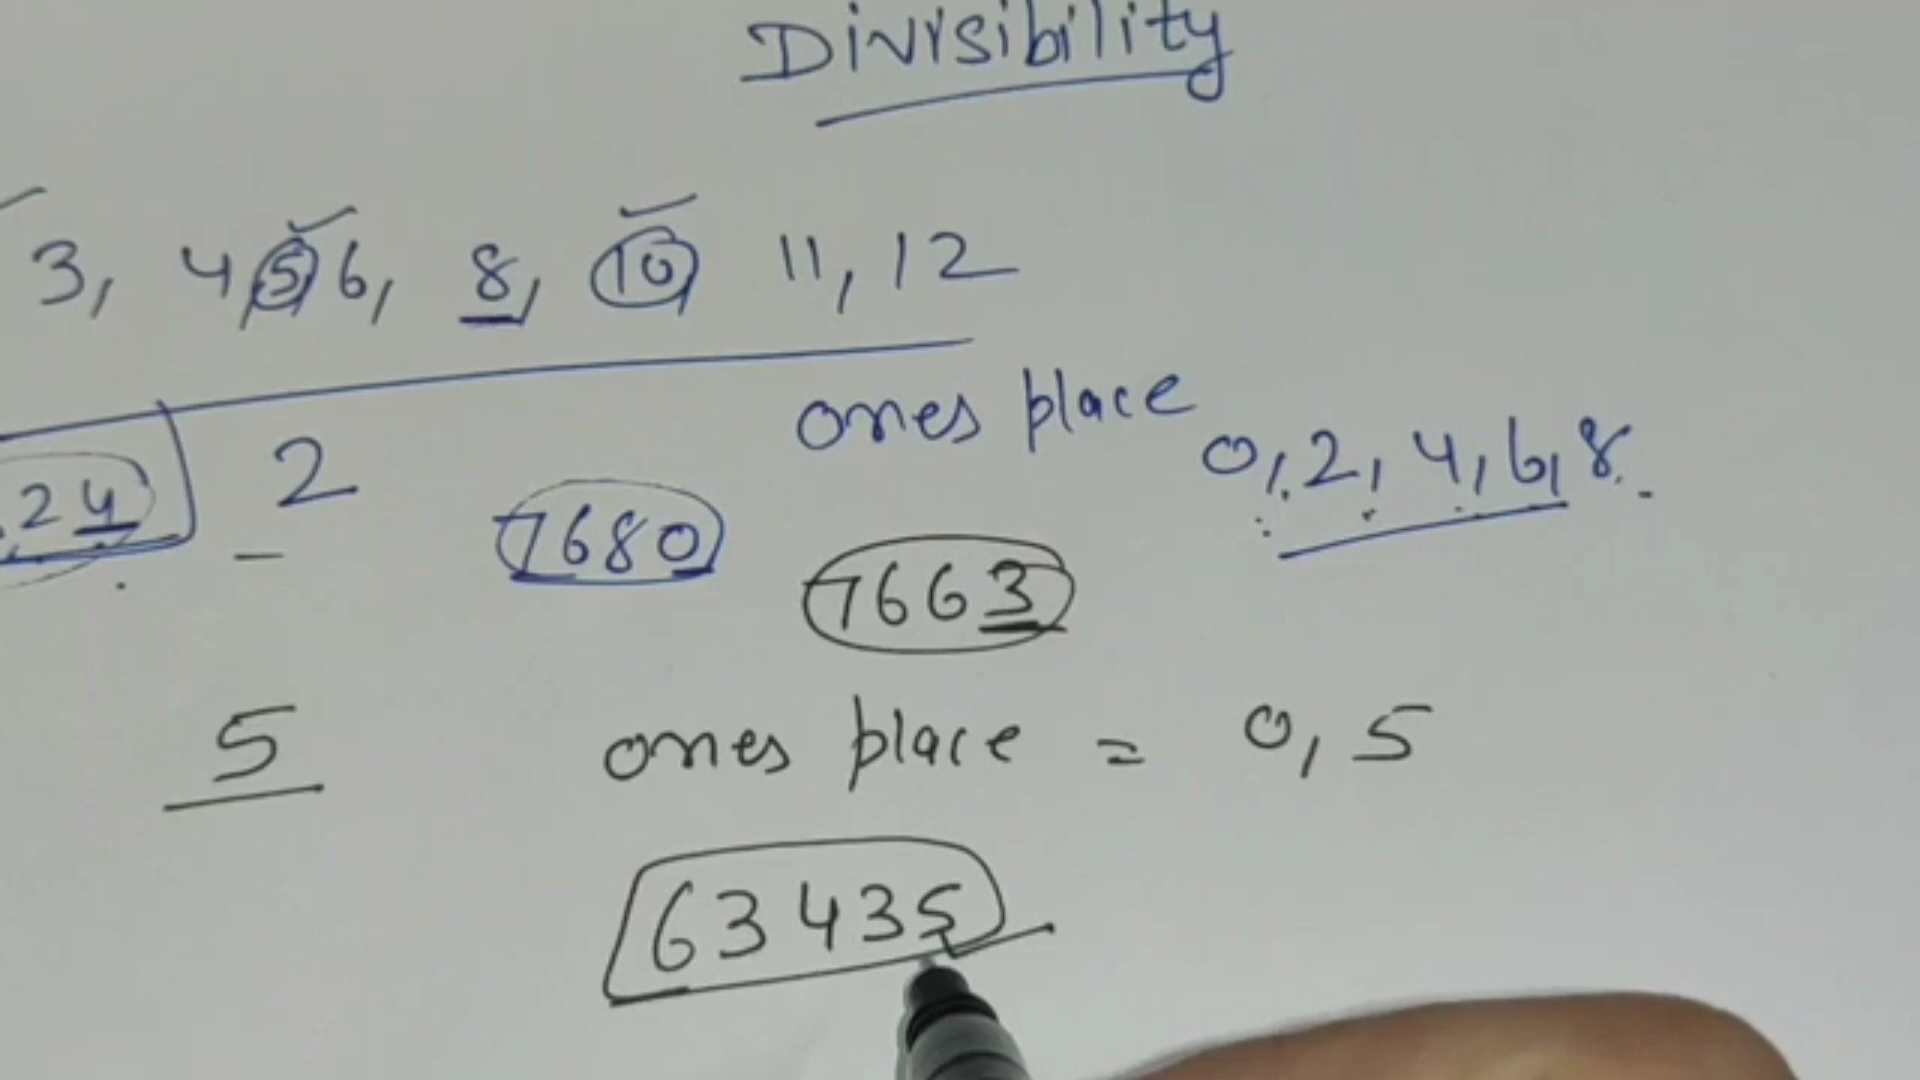 Divisibility
3, 4, 5, 6, 8, 10, 11, 12
ones place 0, 2, 4, 6, 8.
24 2 7680 7663
5 ones place = 0, 5
63435